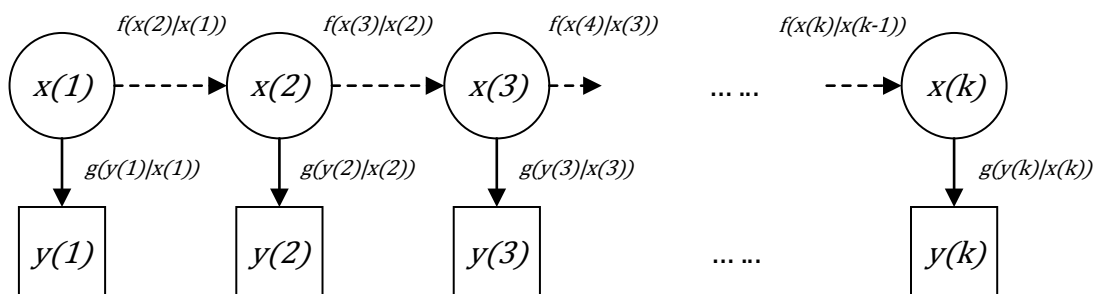 f(x(2)|x(1)) f(x(3)|x(2)) f(x(4)|x(3)) f(x(k)|x(k-1))
x(1) x(2) x(3) ... ... x(k)
g(y(1)|x(1)) g(y(2)|x(2)) g(y(3)|x(3)) g(y(k)|x(k))
y(1) y(2) y(3) ... ... y(k)